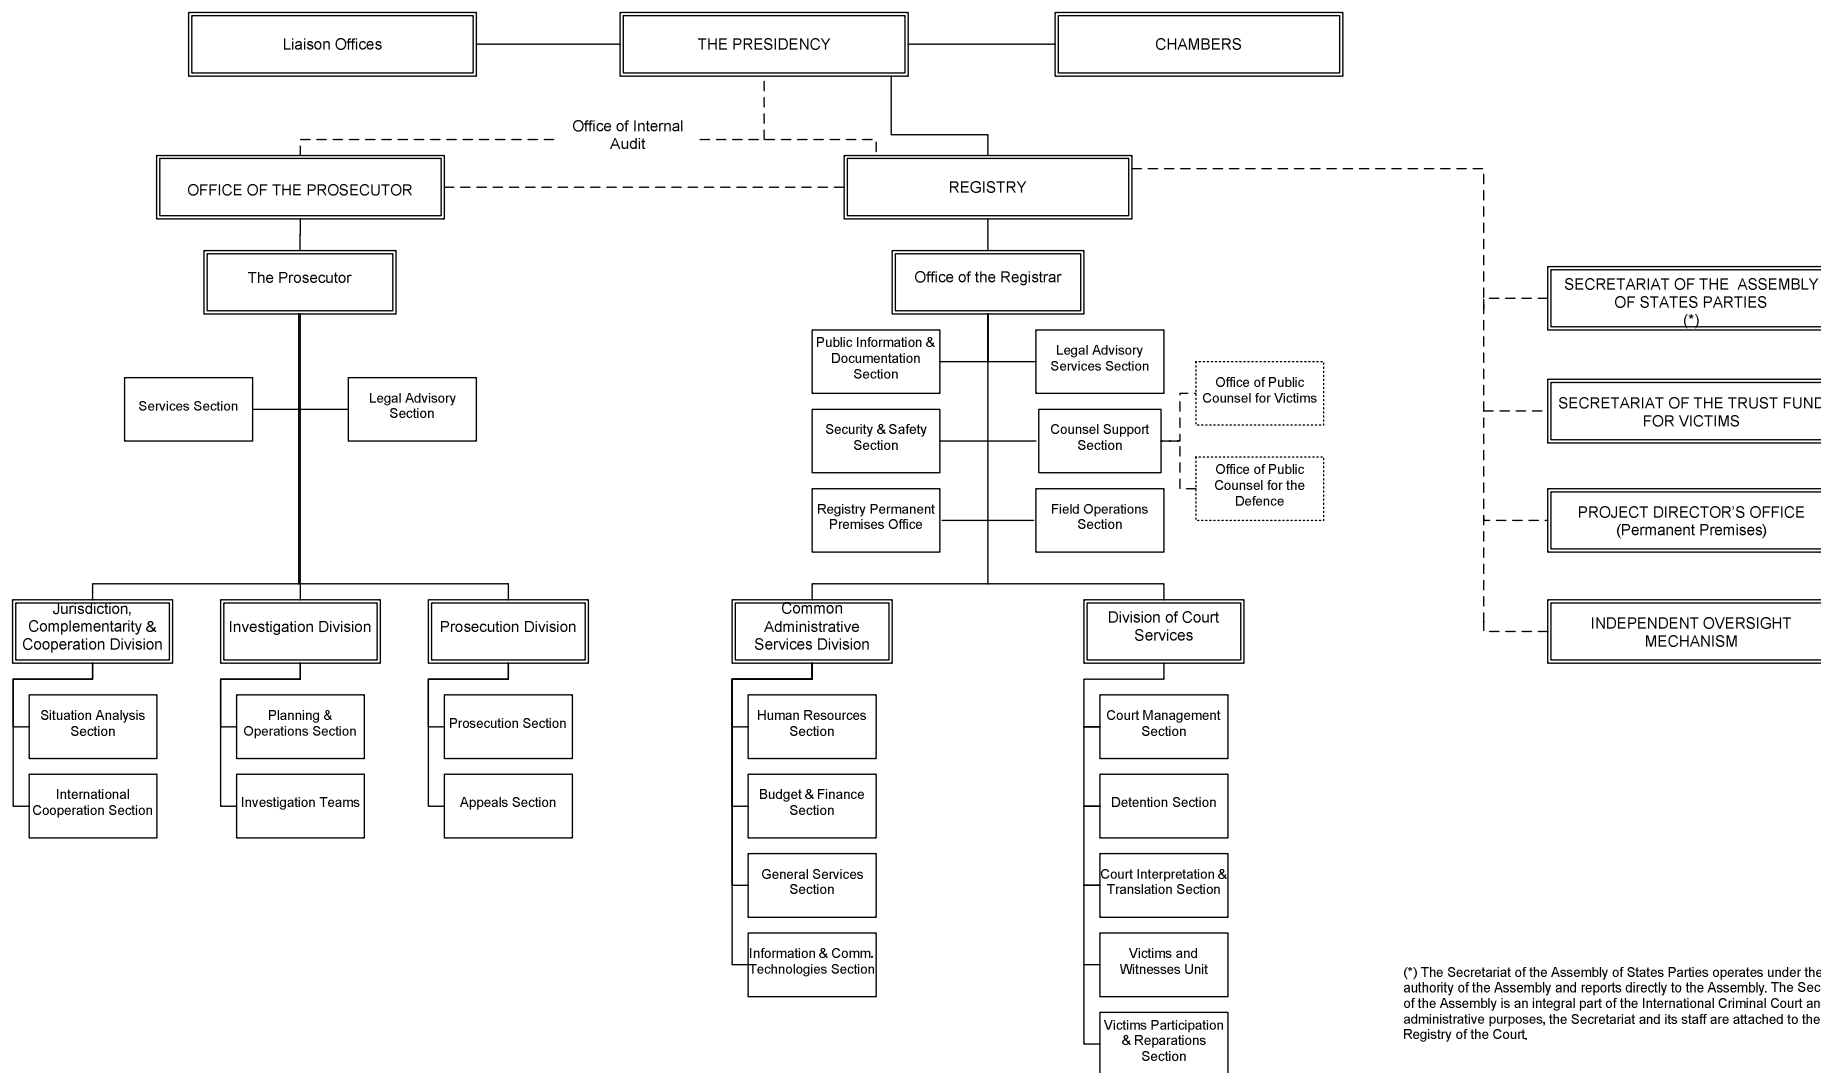 Liaison Offices
THE PRESIDENCY
CHAMBERS
Office of Internal
Audit
OFFICE OF THE PROSECUTOR
REGISTRY
The Prosecutor
Office of the Registrar
SECRETARIAT OF THE ASSEMBLY
OF STATES PARTIES
(*)
Public Information &
Documentation
Section
Legal Advisory
Services Section
Office of Public
Counsel for Victims
Services Section
Legal Advisory
Section
SECRETARIAT OF THE TRUST FUND
FOR VICTIMS
Security & Safety
Section
Counsel Support
Section
Office of Public
Counsel for the
Defence
Registry Permanent
Premises Office
Field Operations
Section
PROJECT DIRECTOR'S OFFICE
(Permanent Premises)
Jurisdiction,
Complementarity &
Cooperation Division
Investigation Division
Prosecution Division
Common
Administrative
Services Division
Division of Court
Services
INDEPENDENT OVERSIGHT
MECHANISM
Situation Analysis
Section
Planning &
Operations Section
Prosecution Section
Human Resources
Section
Court Management
Section
International
Cooperation Section
Investigation Teams
Appeals Section
Budget & Finance
Section
Detention Section
General Services
Section
Court Interpretation &
Translation Section
Information & Comm.
Technologies Section
Victims and
Witnesses Unit
Victims Participation
& Reparations
Section
(*) The Secretariat of the Assembly of States Parties operates under the
authority of the Assembly and reports directly to the Assembly. The Sec
of the Assembly is an integral part of the International Criminal Court an
administrative purposes, the Secretariat and its staff are attached to the
Registry of the Court.